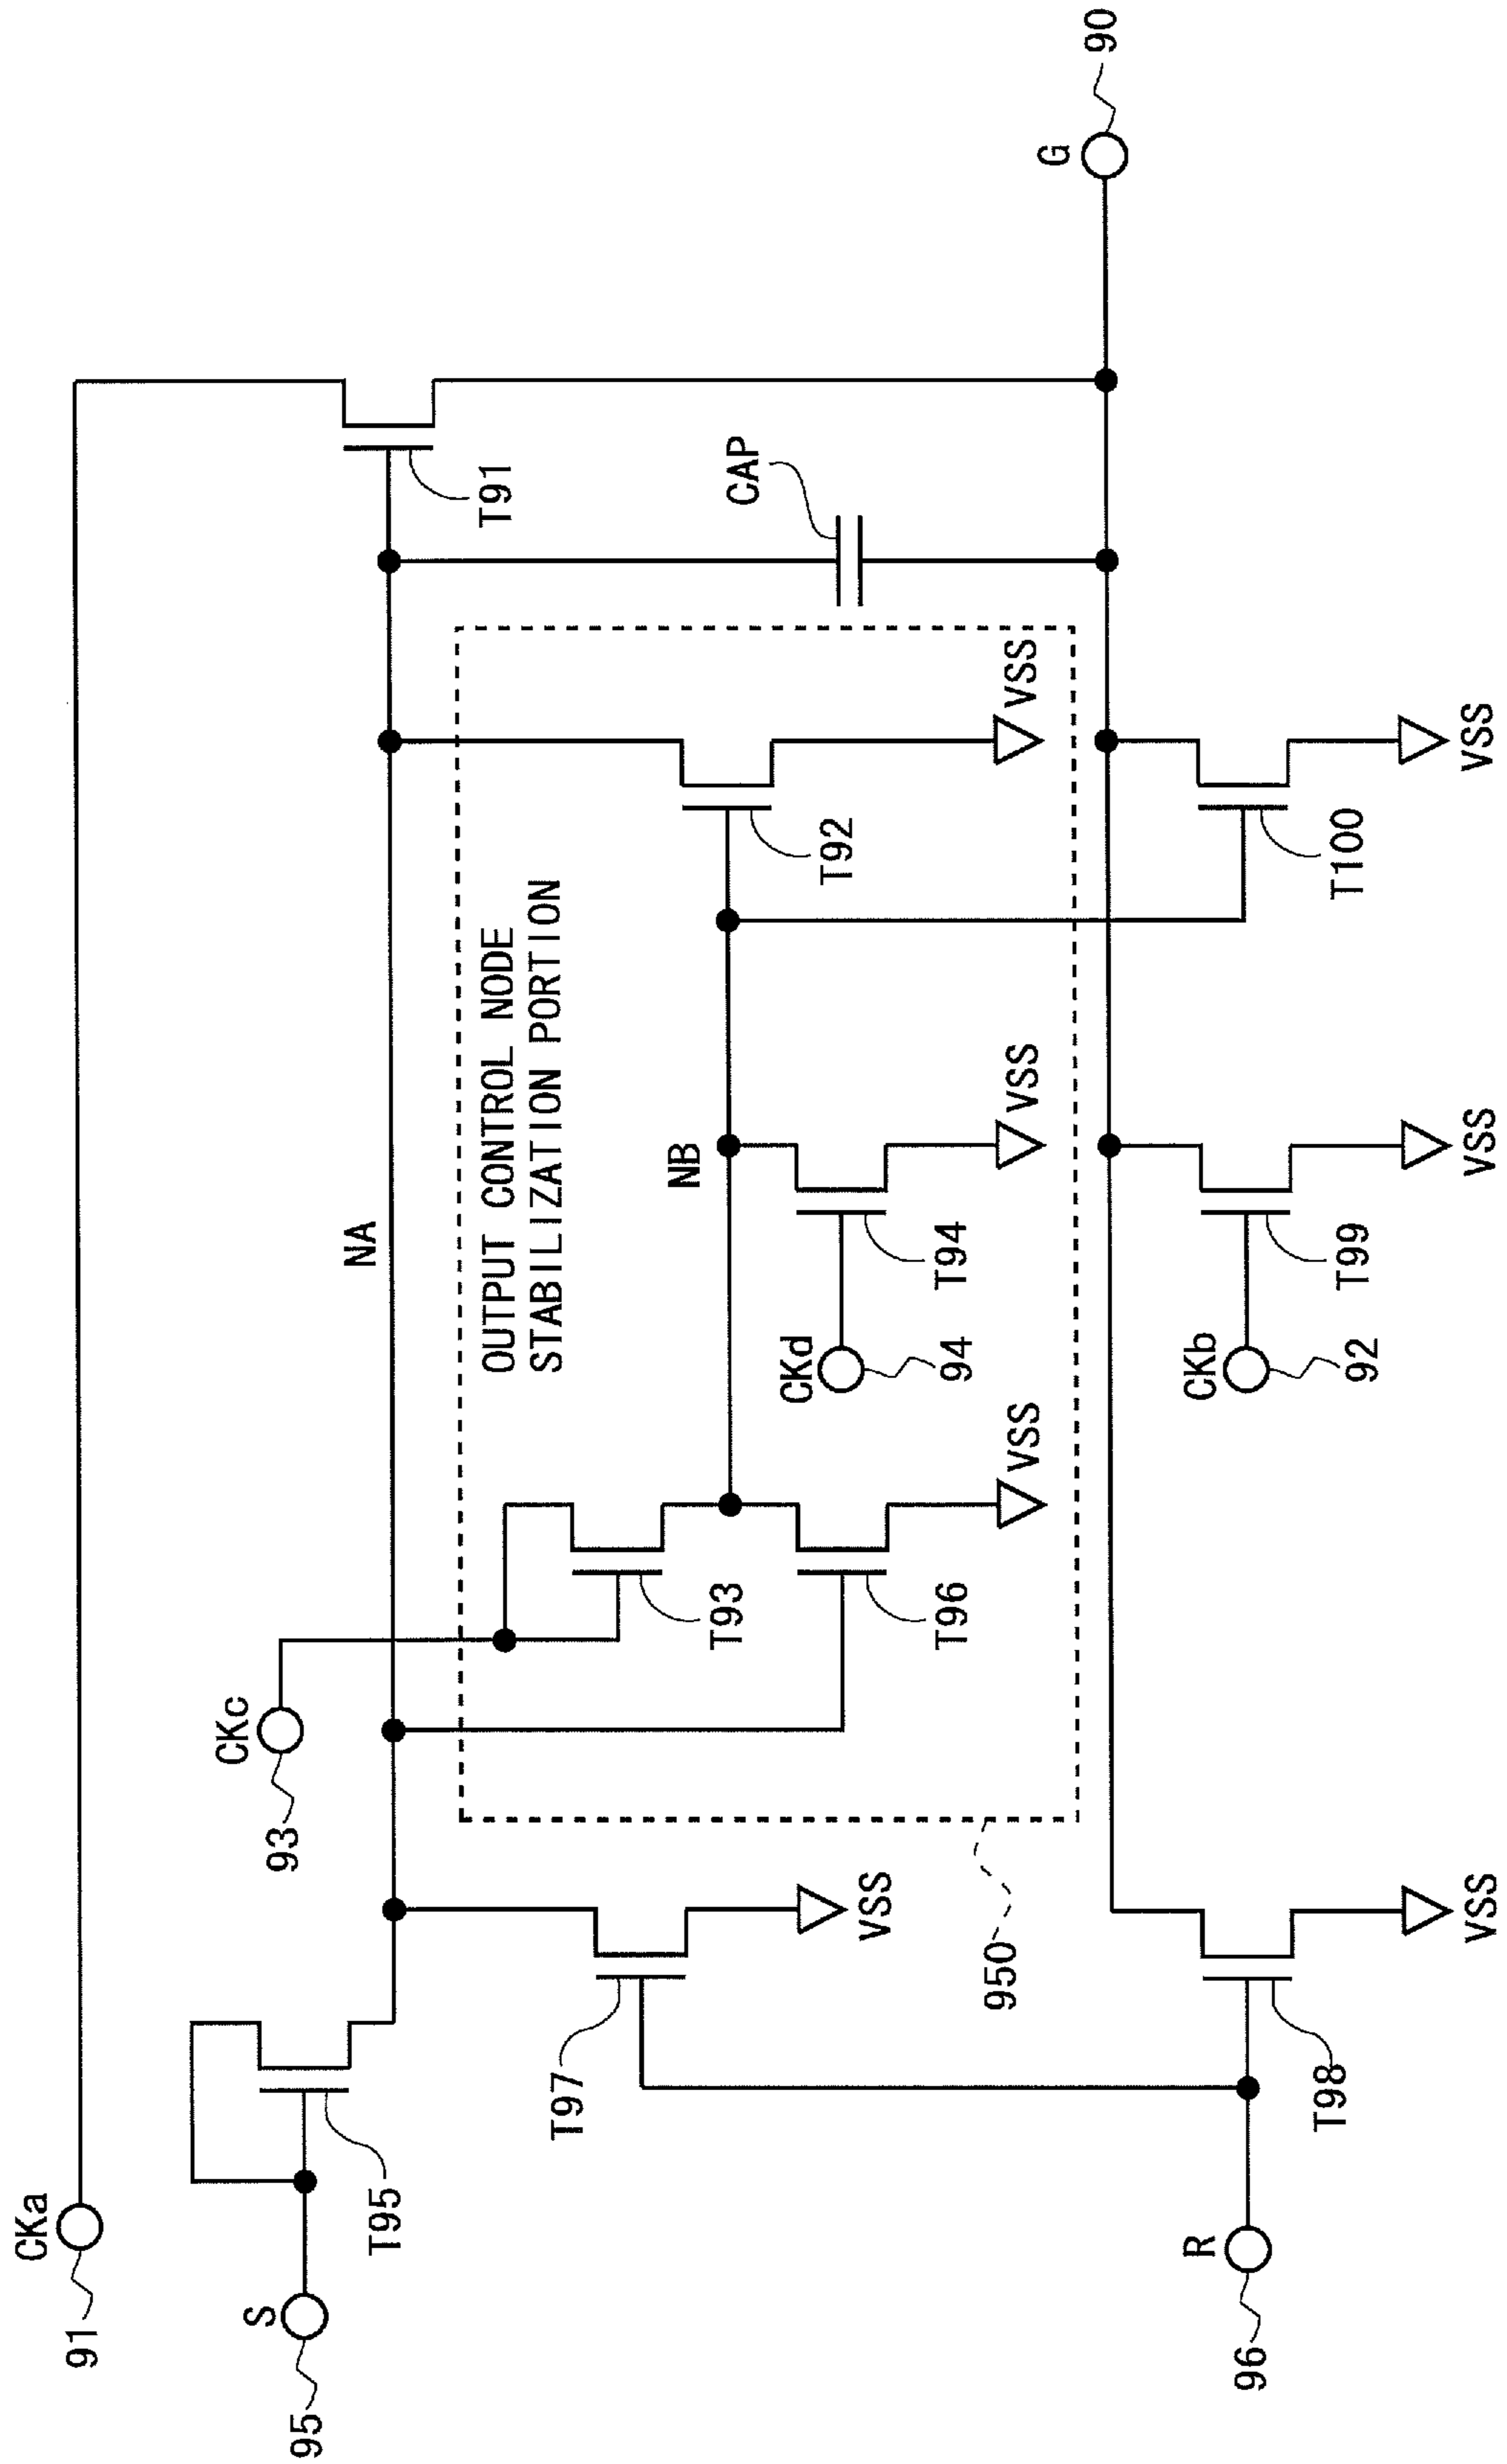 CKa
91
S
95
T95
CKc
93
NA
T91
T97
VSS
OUTPUT CONTROL NODE
STABILIZATION PORTION
T93
T96
VSS
NB
CKd
94
T94
VSS
T92
VSS
CAP
950
G
90
R
96
T98
VSS
CKb
92
T99
VSS
T100
VSS